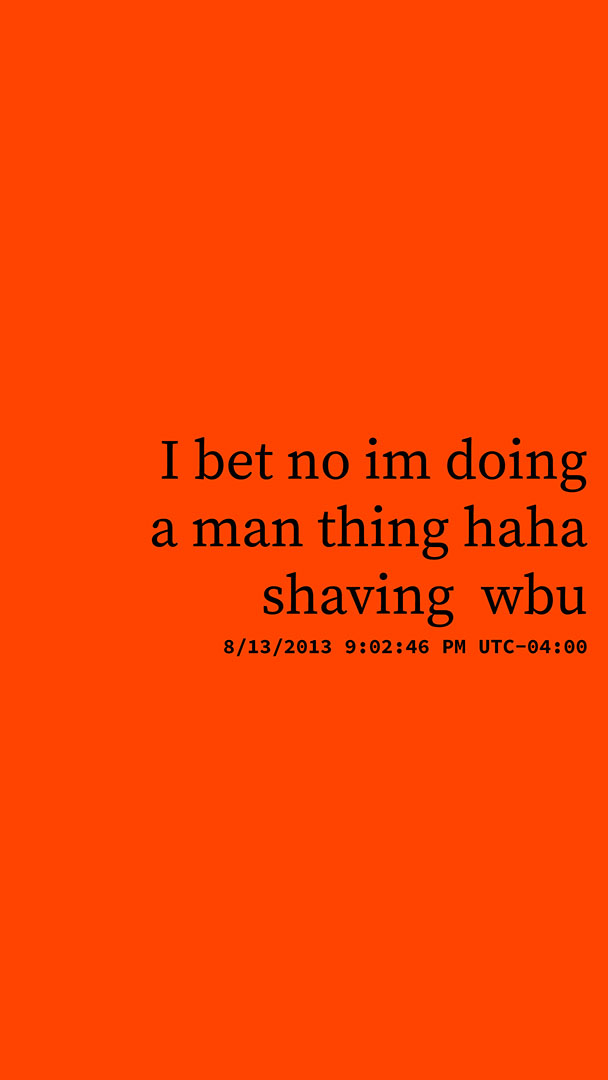 I bet no im doing
a man thing haha
shaving  wbu
8/13/2013 9:02:46 PM UTC-04:00